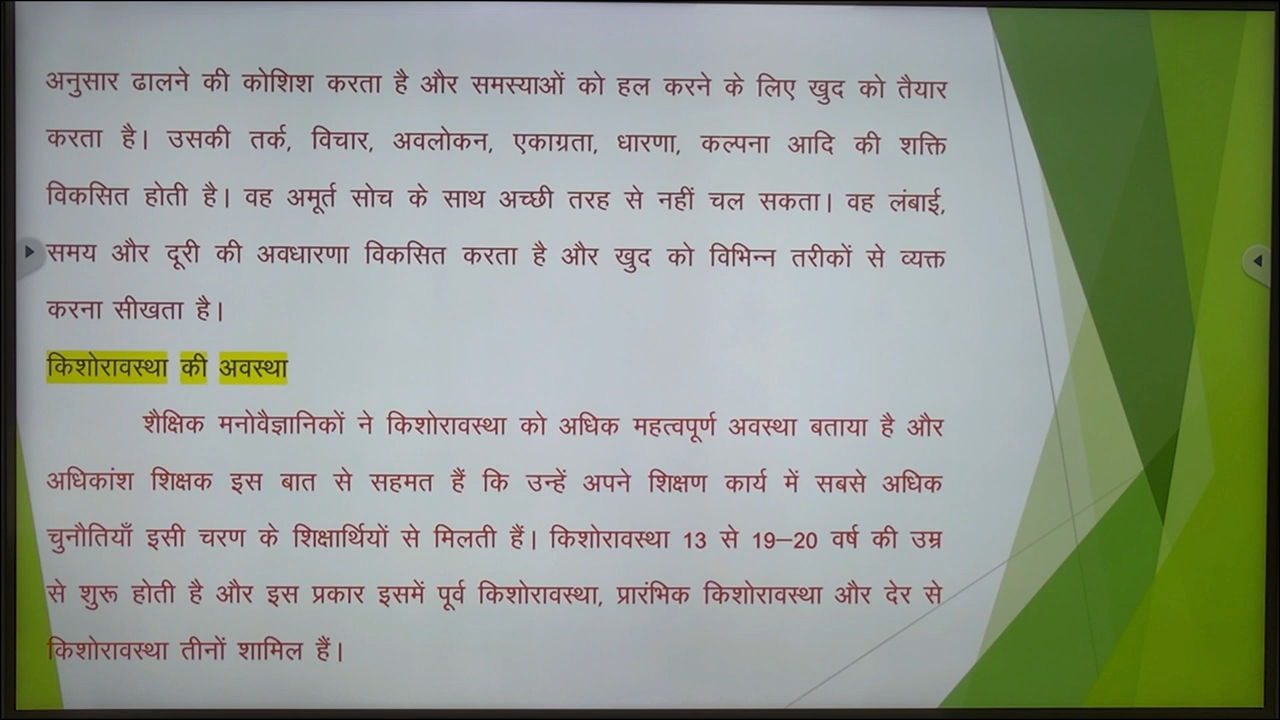 अनुसार ढालने की कोशिश करता है और समस्याओं को हल करने के लिए खुद को तैयार
करता है। उसकी तर्क, विचार, अवलोकन, एकाग्रता, धारणा, कल्पना आदि की शक्ति
विकसित होती है। वह अमूर्त सोच के साथ अच्छी तरह से नहीं चल सकता। वह लंबाई,
समय और दूरी की अवधारणा विकसित करता है और खुद को विभिन्न तरीकों से व्यक्त
करना सीखता है।
किशोरावस्था की अवस्था
शैक्षिक मनोवैज्ञानिकों ने किशोरावस्था को अधिक महत्वपूर्ण अवस्था बताया है और
अधिकांश शिक्षक इस बात से सहमत हैं कि उन्हें अपने शिक्षण कार्य में सबसे अधिक
चुनौतियाँ इसी चरण के शिक्षार्थियों से मिलती हैं। किशोरावस्था 13 से 19–20 वर्ष की उम्र
से शुरू होती है और इस प्रकार इसमें पूर्व किशोरावस्था, प्रारंभिक किशोरावस्था और देर से
किशोरावस्था तीनों शामिल हैं।